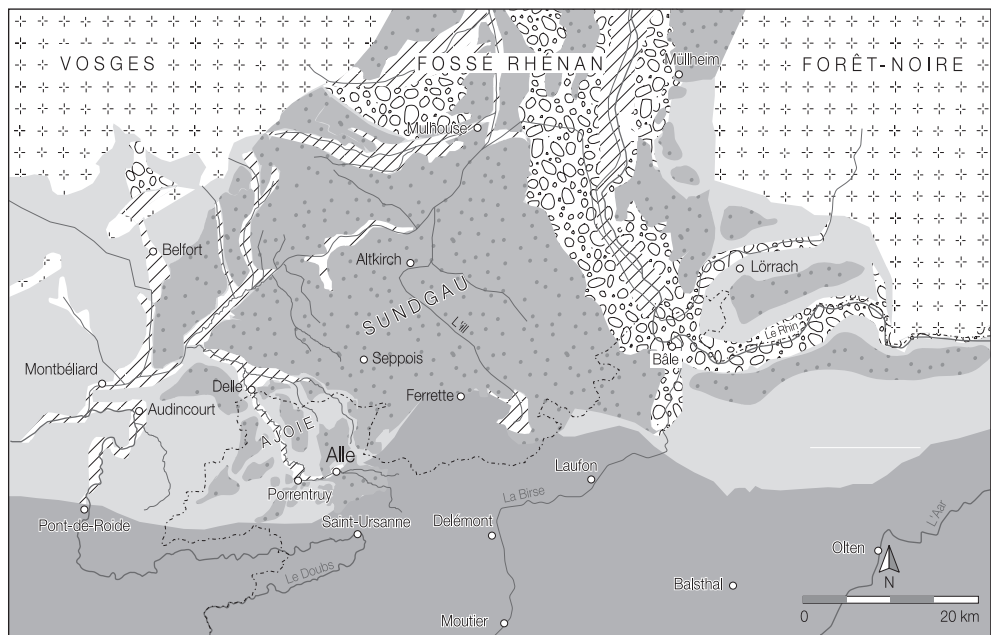 VOSGES
FOSSÉ RHÉNAN
Müllheim
FORÊT-NOIRE
Mulhouse
Belfort
Altkirch
Lörrach
SUNDGAU
L'Ill
Le Rhin
Seppois
Bâle
Montbéliard
Delle
Ferrette
Audincourt
AJOIE
Alle
Laufon
Porrentruy
La Birse
Pont-de-Roide
Saint-Ursanne
Delémont
L'Aar
Olten
N
Le Doubs
Balsthal
0
20 km
Moutier